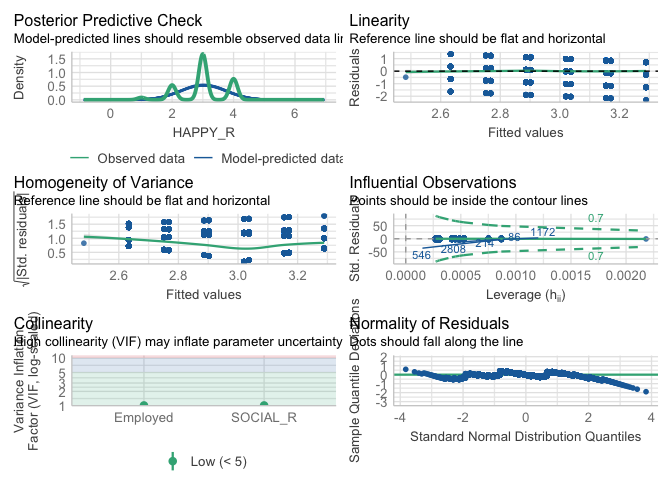 Posterior Predictive Check
Model-predicted lines should resemble observed data lir
Density
1.5
1.0
0.5
0.0
0
3
6
HAPPY_R
Observed data
Model-predicted data
Linearity
Reference line should be flat and horizontal
Residuals
1
0
-1
-2
2.6
2.8
3.0
3.2
Fitted values
Homogeneity of Variance
Reference line should be flat and horizontal
√|Std. residuals|
1.5
1.0
0.5
2.6
2.8
3.0
3.2
Fitted values
Influential Observations
Points should be inside the contour lines
Std. Residuals
50
0
-50
0.7
0.7
546
2808
214
86
1172
0.0000
0.0005
0.0010
0.0015
0.0020
Leverage (hii)
Collinearity
High collinearity (VIF) may inflate parameter uncertainty
Variance Inflation
Factor (VIF, log-scaled)
10
5
3
2
1
Employed
SOCIAL_R
Low (< 5)
Normality of Residuals
Dots should fall along the line
Sample Quantile Deviations
2
1
0
-1
-2
-3
-4
-2
0
2
4
Standard Normal Distribution Quantiles